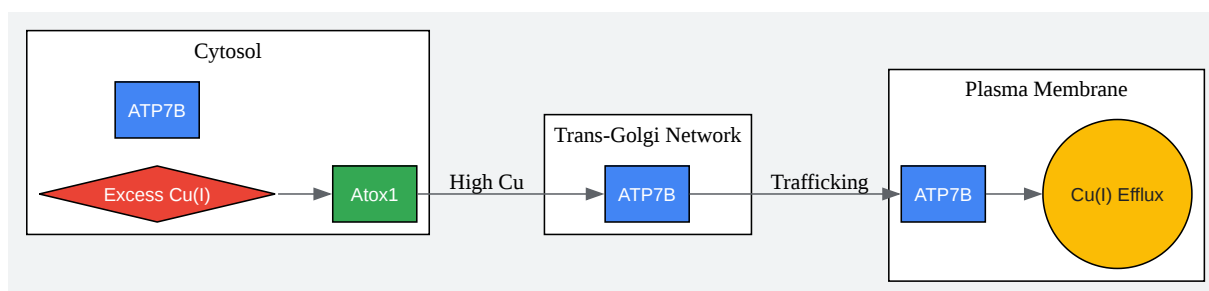 Cytosol
ATP7B
Excess Cu(I)
Atox1
High Cu
Trans-Golgi Network
ATP7B
Trafficking
Plasma Membrane
ATP7B
Cu(I) Efflux